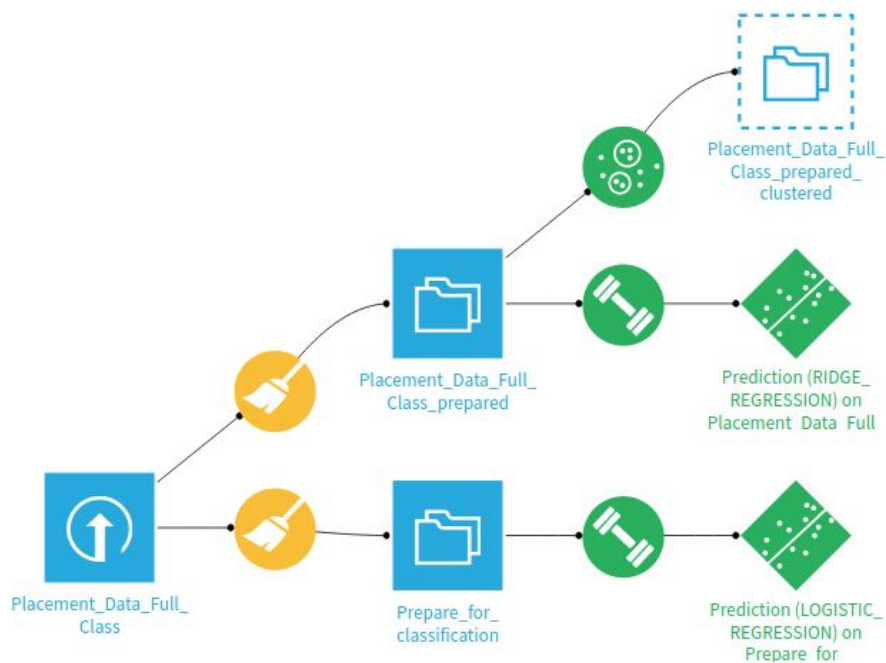 Placement_Data_Full_
Class_prepared_
clustered
Placement_Data_Full_
Class_prepared
Prediction (RIDGE_
REGRESSION) on
Placement_Data_Full
Placement_Data_Full_
Class
Prepare_for_
classification
Prediction (LOGISTIC_
REGRESSION) on
Prepare_for